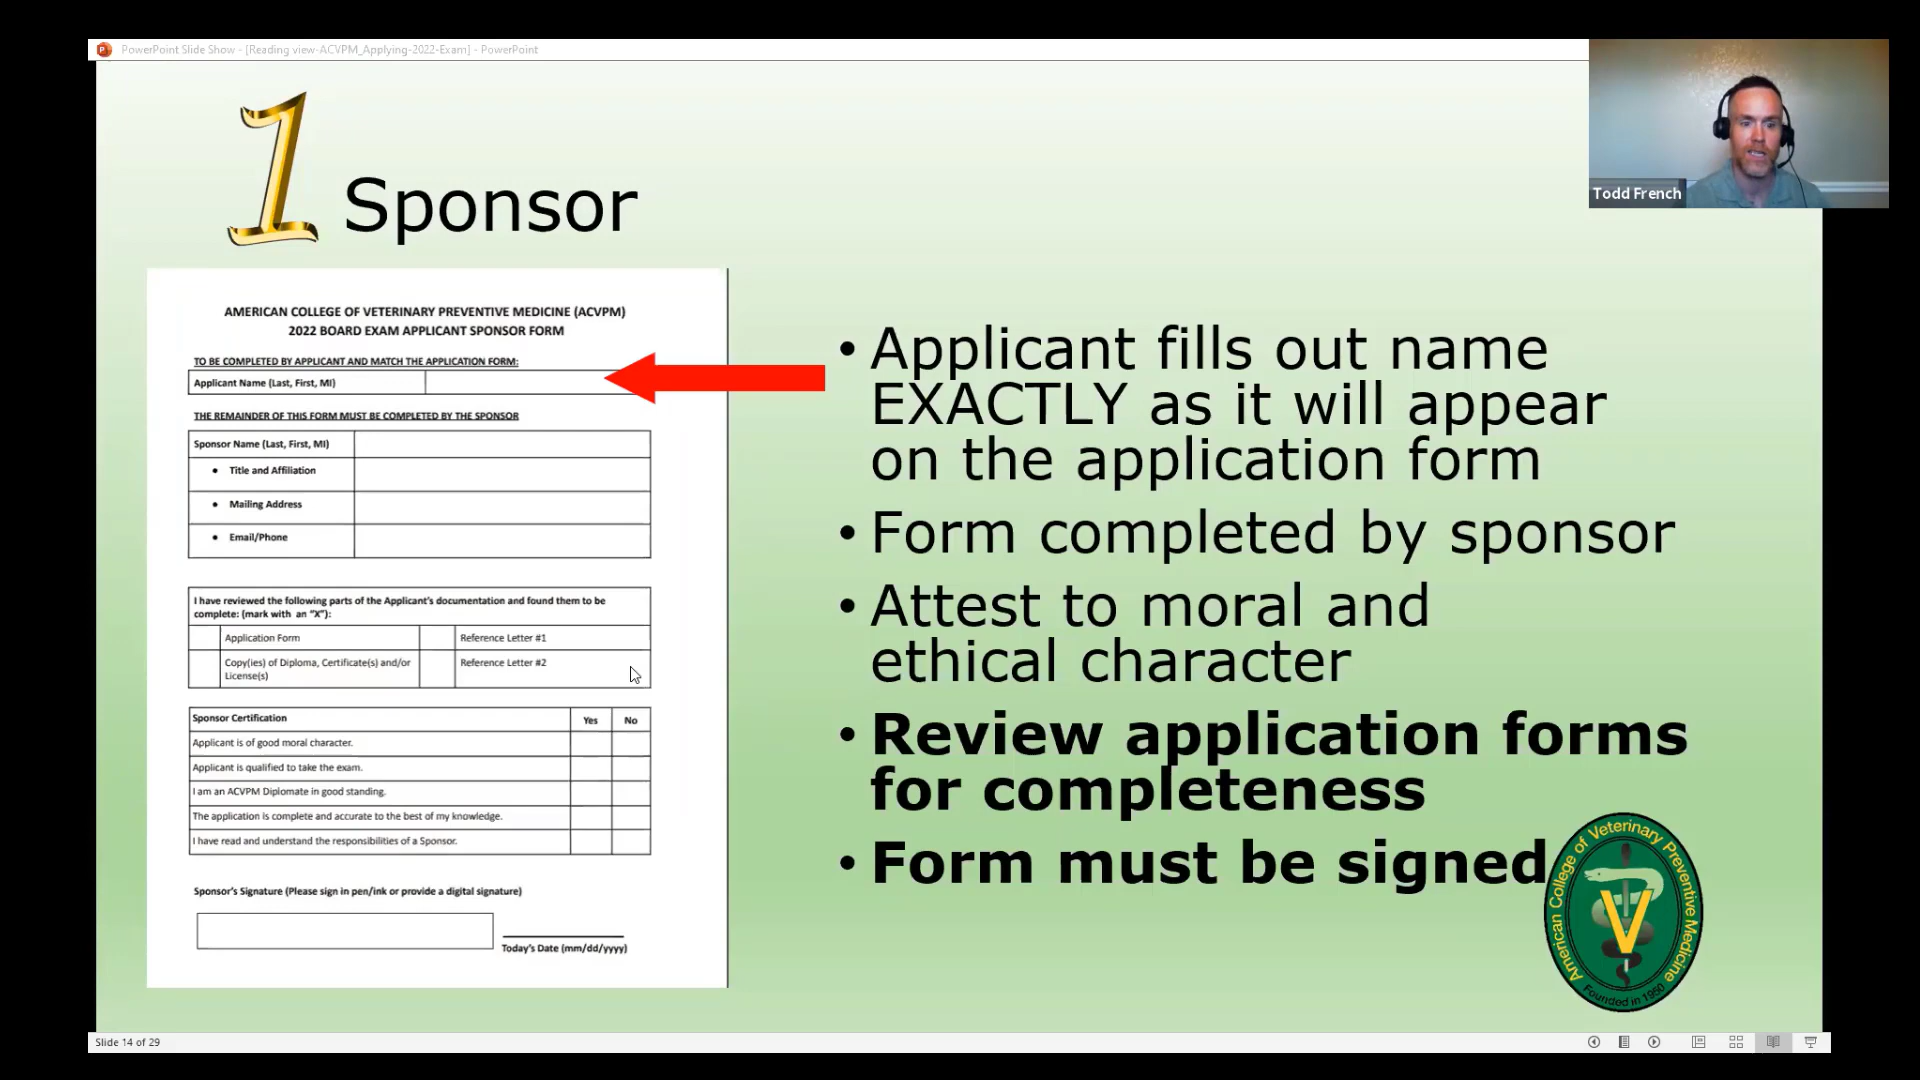 PowerPoint Slide Show - [Reading view-ACVPM_Applying-2022-Exam] - PowerPoint
Todd French
1 Sponsor
AMERICAN COLLEGE OF VETERINARY PREVENTIVE MEDICINE (ACVPM)
2022 BOARD EXAM APPLICANT SPONSOR FORM
TO BE COMPLETED BY APPLICANT AND MATCH THE APPLICATION FORM:
Applicant Name (Last, First, MI)
THE REMAINDER OF THIS FORM MUST BE COMPLETED BY THE SPONSOR
Sponsor Name (Last, First, MI)
• Title and Affiliation
• Mailing Address
• Email/Phone
I have reviewed the following parts of the Applicant's documentation and found them to be
complete: (mark with an "X"):
Application Form
Reference Letter #1
Copy(ies) of Diploma, Certificate(s) and/or
License(s)
Reference Letter #2
Sponsor Certification Yes No
Applicant is of good moral character.
Applicant is qualified to take the exam.
I am an ACVPM Diplomate in good standing.
The application is complete and accurate to the best of my knowledge.
I have read and understand the responsibilities of a Sponsor.
Sponsor's Signature (Please sign in pen/ink or provide a digital signature)
Today's Date (mm/dd/yyyy)
• Applicant fills out name
EXACTLY as it will appear
on the application form
• Form completed by sponsor
• Attest to moral and
ethical character
• Review application forms
for completeness
• Form must be signed
American College of Veterinary Preventive Medicine
V
Founded in 1950
Slide 14 of 29